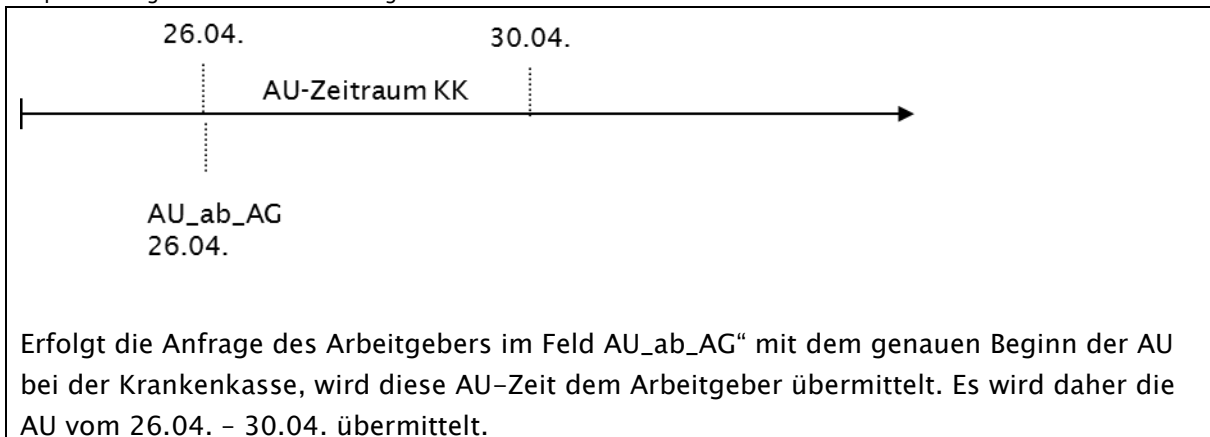 26.04.
30.04.
AU-Zeitraum KK
AU_ab_AG
26.04.
Erfolgt die Anfrage des Arbeitgebers im Feld AU_ab_AG“ mit dem genauen Beginn der AU
bei der Krankenkasse, wird diese AU-Zeit dem Arbeitgeber übermittelt. Es wird daher die
AU vom 26.04. – 30.04. übermittelt.